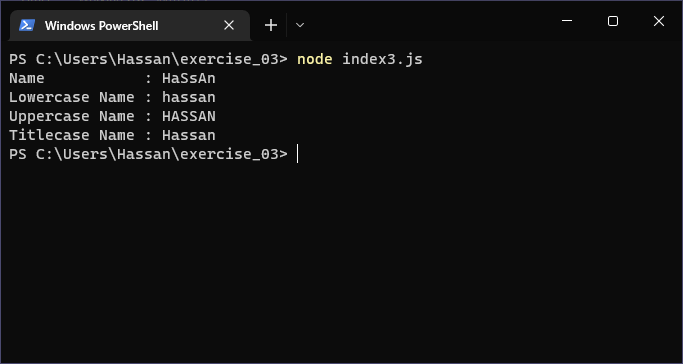 Windows PowerShell
PS C:\Users\Hassan\exercise_03> node index3.js
Name           : HaSsAn
Lowercase Name : hassan
Uppercase Name : HASSAN
Titlecase Name : Hassan
PS C:\Users\Hassan\exercise_03>